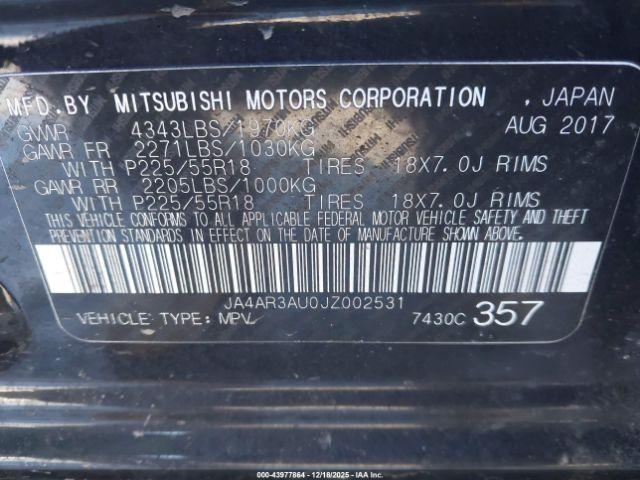 MFD. BY MITSUBISHI MOTORS CORPORATION , JAPAN
GVWR 4343LBS/1970KG AUG 2017
GAWR FR 2271LBS/1030KG
WITH P225/55R18 TIRES 18X7.0J RIMS
GAWR RR 2205LBS/1000KG
WITH P225/55R18 TIRES 18X7.0J RIMS
THIS VEHICLE CONFORMS TO ALL APPLICABLE FEDERAL MOTOR VEHICLE SAFETY AND THEFT
PREVENTION STANDARDS IN EFFECT ON THE DATE OF MANUFACTURE SHOWN ABOVE.
JA4AR3AU0JZ002531
VEHICLE TYPE: MPV 7430C 357
000-43977864 • 12/18/2025 • IAA Inc.